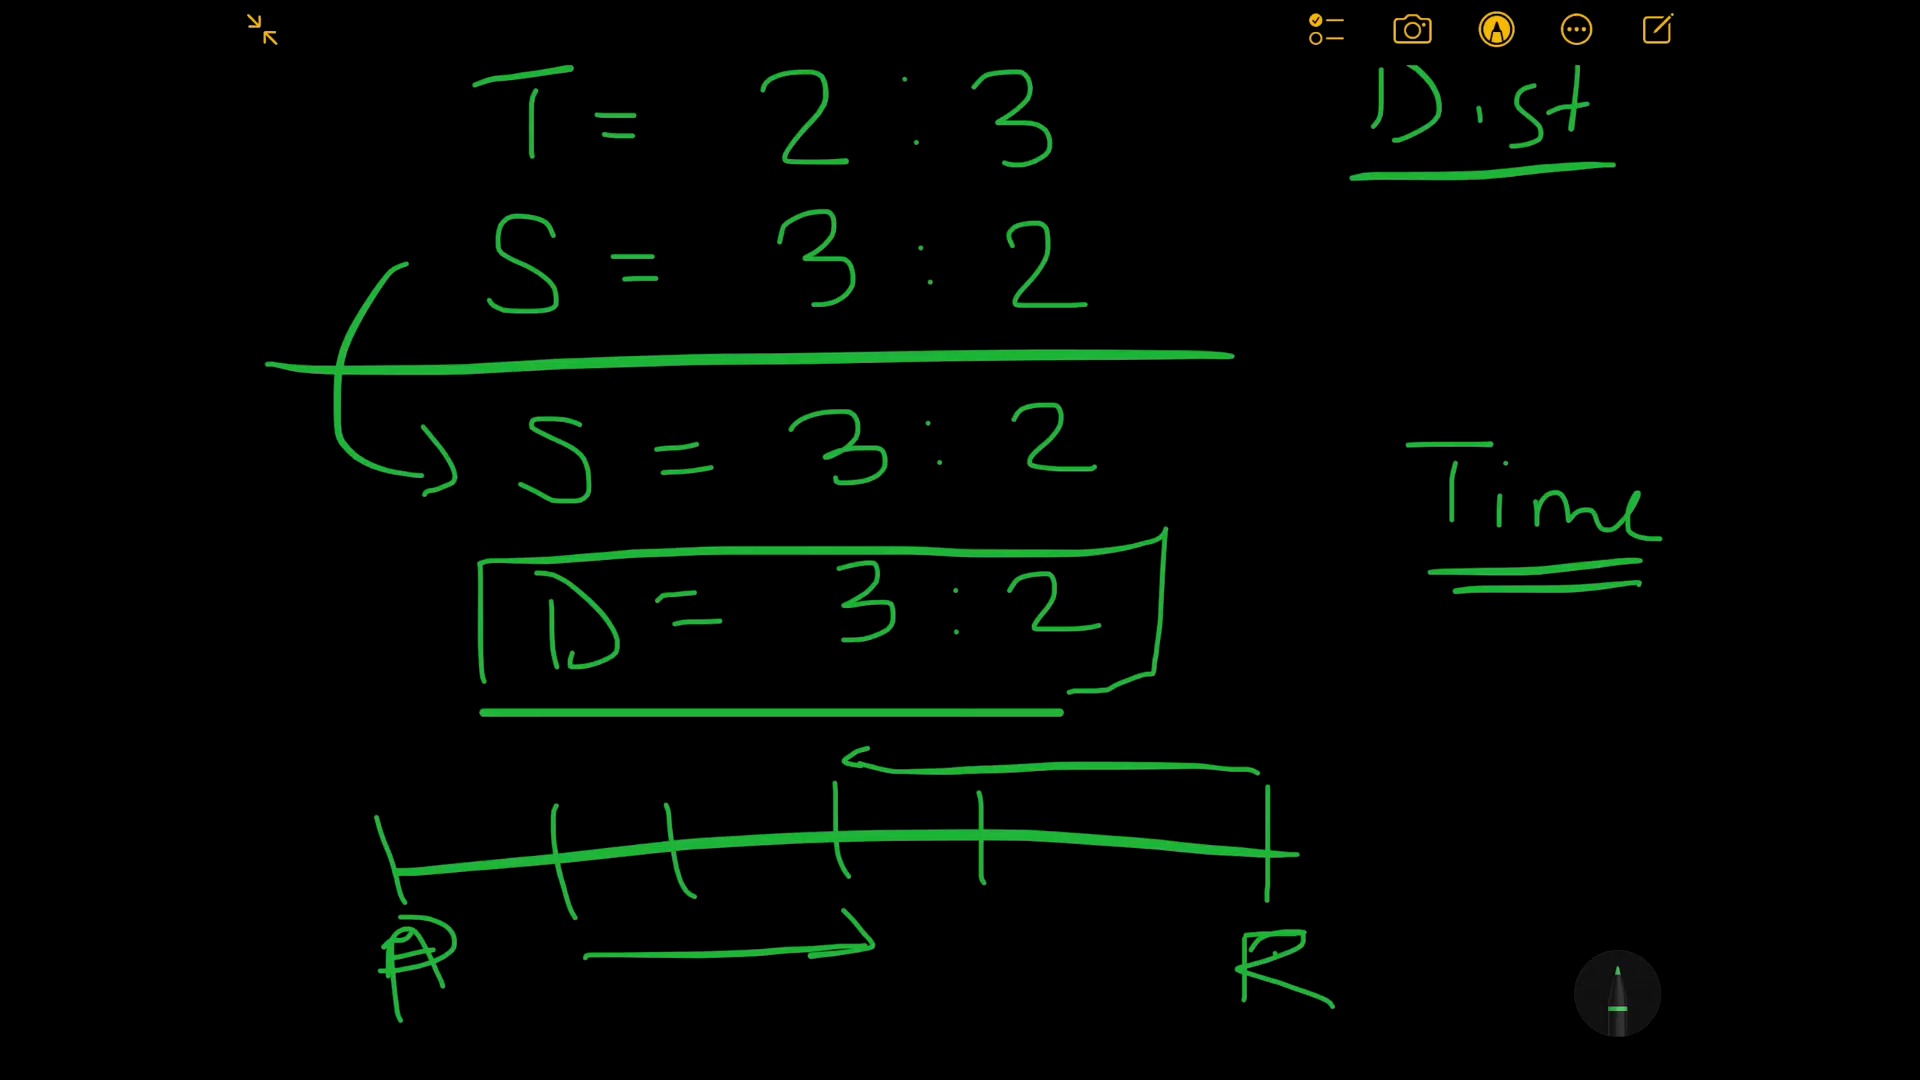 T = 2 : 3
Dist
S = 3 : 2
S = 3 : 2
Time
D = 3 : 2
R